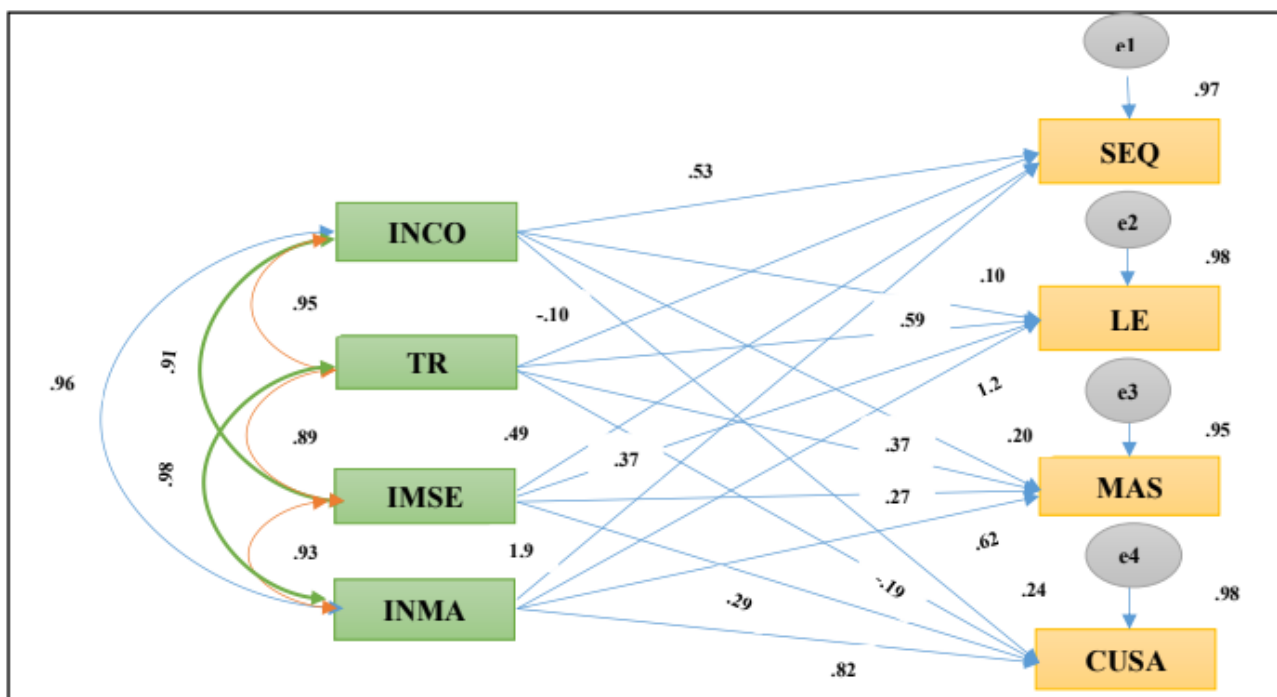 e1
.97
SEQ
.53
INCO
e2
.98
.10
.95
-.10
.59
LE
TR
.91
.96
1.2
e3
.49
.37
.89
.37
.20
.95
.98
IMSE
.27
MAS
.93
1.9
.62
e4
INMA
.29
-.19
.24
.98
.82
CUSA